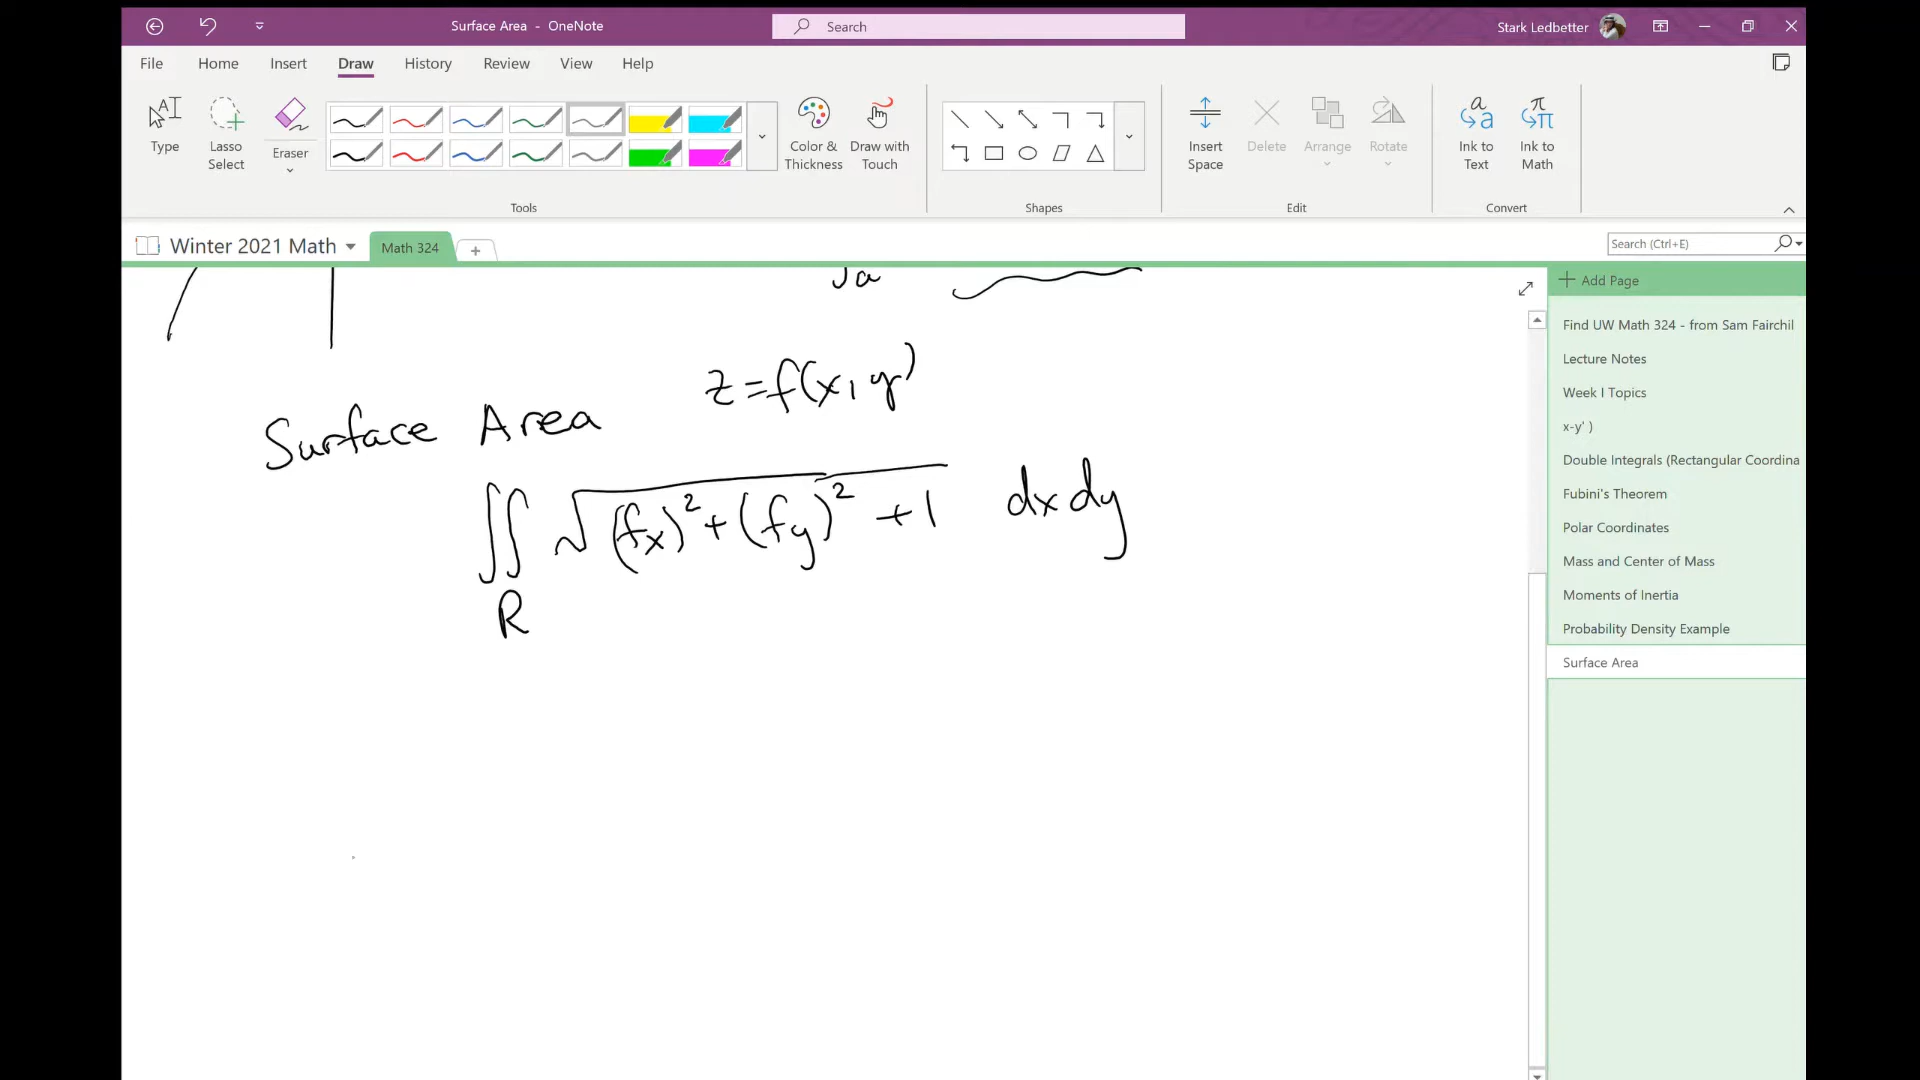 Surface Area - OneNote
Search
Stark Ledbetter
File Home Insert Draw History Review View Help
Type
Lasso Select
Eraser
Color & Thickness
Draw with Touch
Insert Space
Delete
Arrange
Rotate
Ink to Text
Ink to Math
Tools
Shapes
Edit
Convert
Winter 2021 Math
Math 324
Search (Ctrl+E)
Add Page
Find UW Math 324 - from Sam Fairchil
Lecture Notes
Week I Topics
x-y' )
Double Integrals (Rectangular Coordina
Fubini's Theorem
Polar Coordinates
Mass and Center of Mass
Moments of Inertia
Probability Density Example
Surface Area
z=f(x, y)
Surface Area
∬ √((fx)² + (fy)² + 1) dx dy
R